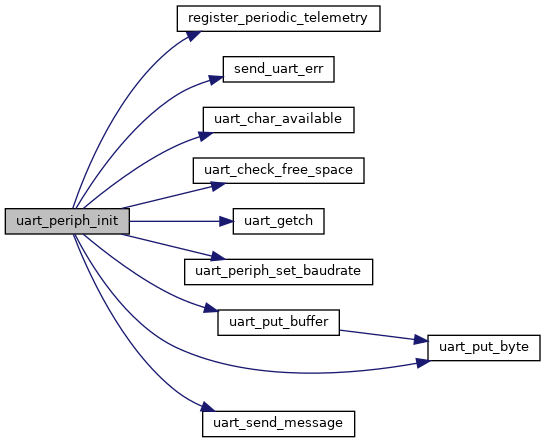 register_periodic_telemetry
send_uart_err
uart_char_available
uart_check_free_space
uart_periph_init
uart_getch
uart_periph_set_baudrate
uart_put_buffer
uart_put_byte
uart_send_message